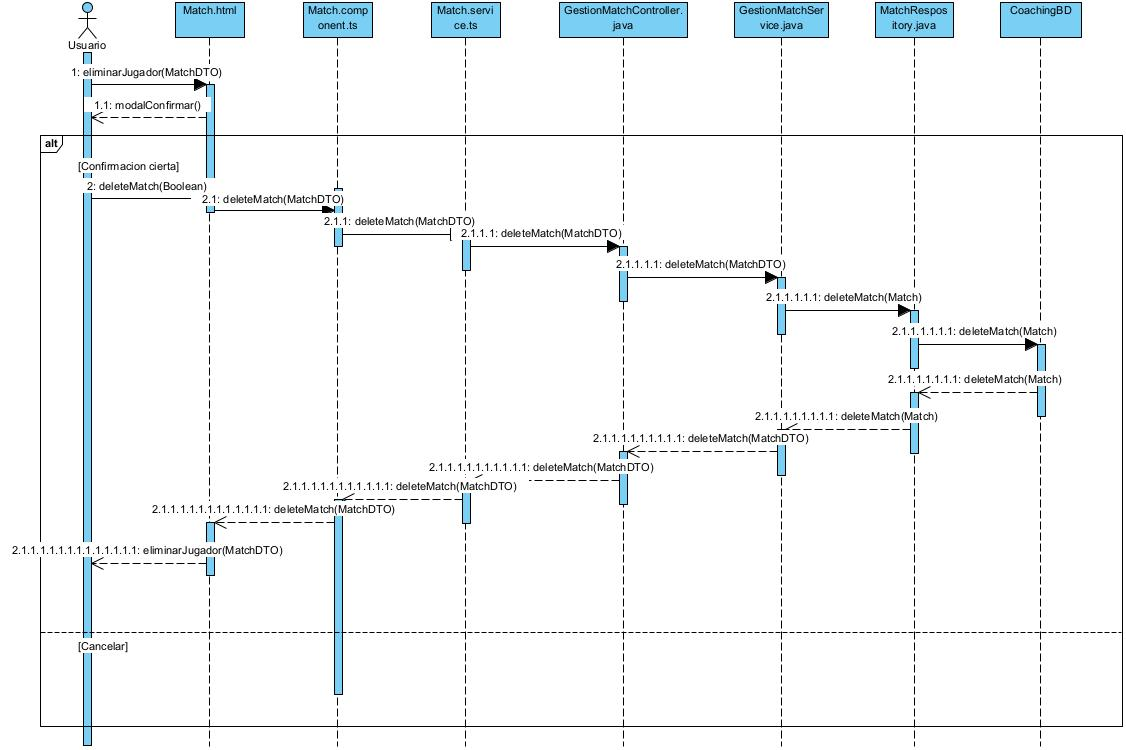 Usuario
Match.html
Match.comp
onent.ts
Match.servi
ce.ts
GestionMatchController.
java
GestionMatchSer
vice.java
MatchRespos
itory.java
CoachingBD
1: eliminarJugador(MatchDTO)
1.1: modalConfirmar()
alt
[Confirmacion cierta]
2: deleteMatch(Boolean)
2.1: deleteMatch(MatchDTO)
2.1.1: deleteMatch(MatchDTO)
2.1.1.1: deleteMatch(MatchDTO)
2.1.1.1.1: deleteMatch(MatchDTO)
2.1.1.1.1.1: deleteMatch(Match)
2.1.1.1.1.1.1: deleteMatch(Match)
2.1.1.1.1.1.1.1: deleteMatch(Match)
2.1.1.1.1.1.1.1.1: deleteMatch(Match)
2.1.1.1.1.1.1.1.1.1: deleteMatch(MatchDTO)
2.1.1.1.1.1.1.1.1.1.1: deleteMatch(MatchDTO)
2.1.1.1.1.1.1.1.1.1.1.1: deleteMatch(MatchDTO)
2.1.1.1.1.1.1.1.1.1.1.1.1: deleteMatch(MatchDTO)
2.1.1.1.1.1.1.1.1.1.1.1.1.1: eliminarJugador(MatchDTO)
[Cancelar]